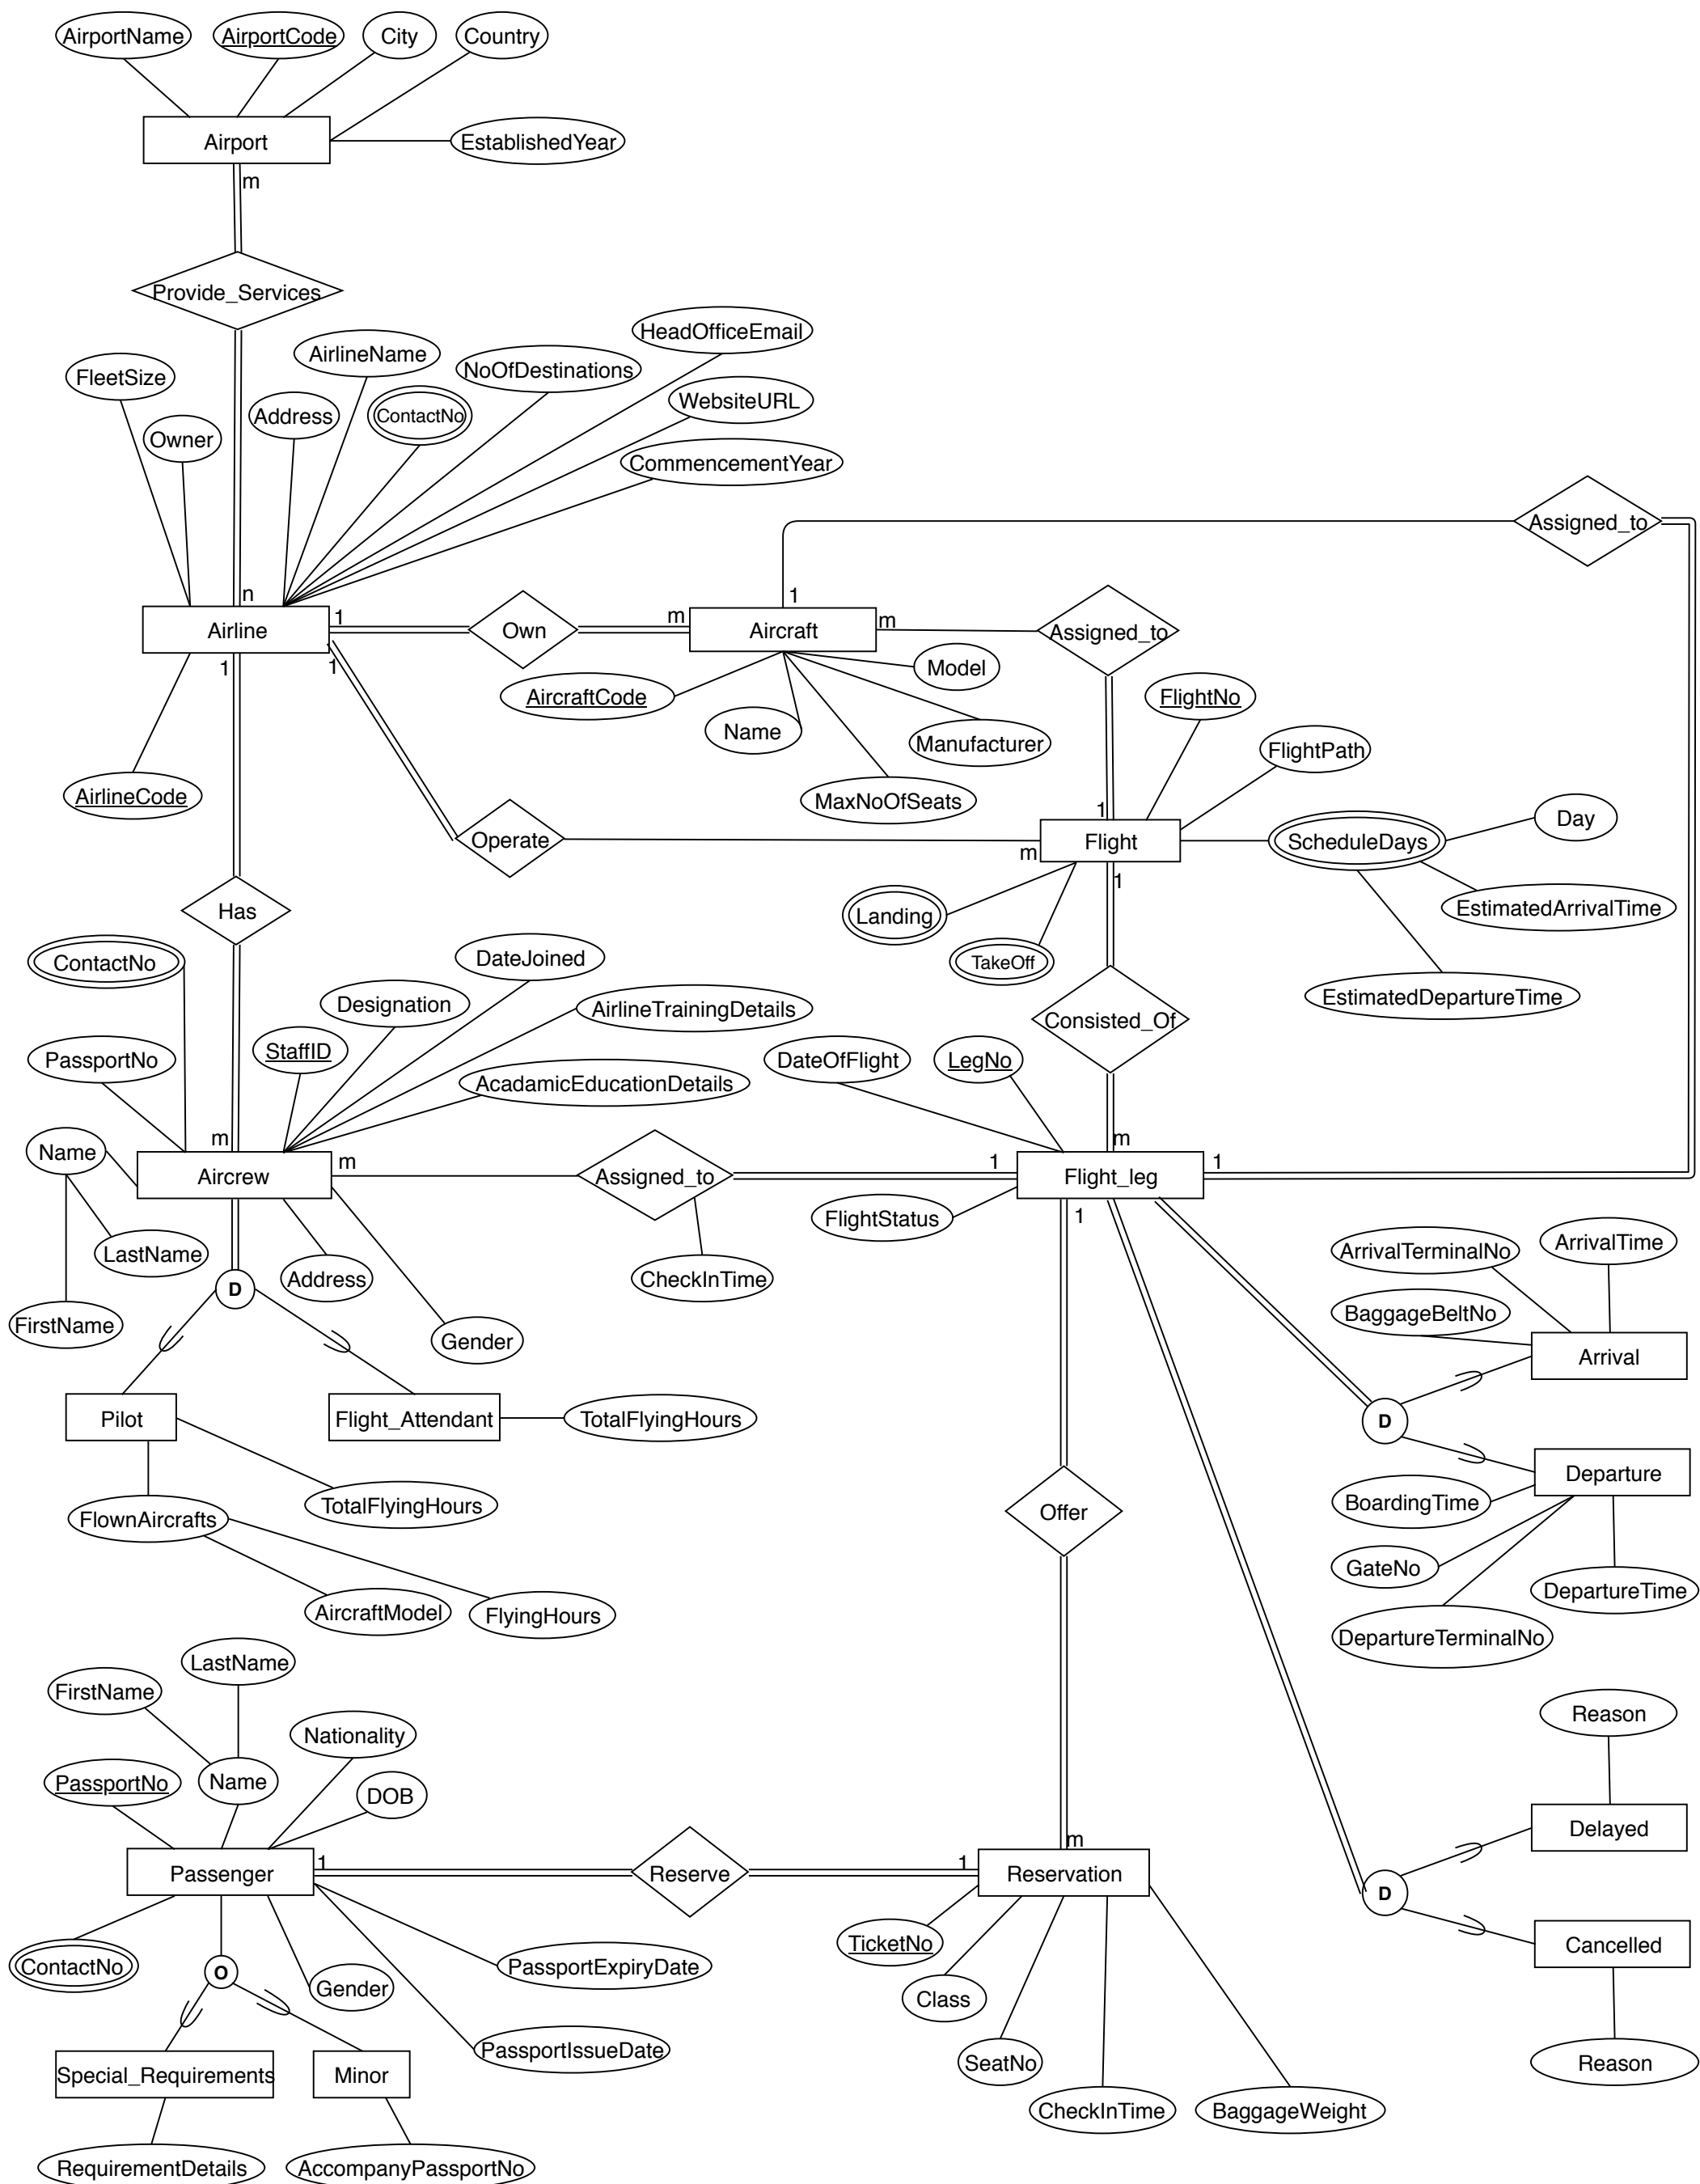 AirportName
AirportCode
City
Country
Airport
EstablishedYear
m
Provide_Services
HeadOfficeEmail
AirlineName
NoOfDestinations
FleetSize
WebsiteURL
Address
ContactNo
Owner
CommencementYear
Assigned_to
n
1
m
1
m
Airline
Own
Aircraft
Assigned_to
1
1
Model
AircraftCode
FlightNo
Name
Manufacturer
FlightPath
AirlineCode
MaxNoOfSeats
1
Day
Operate
m
Flight
ScheduleDays
1
Has
Landing
EstimatedArrivalTime
ContactNo
DateJoined
TakeOff
Designation
EstimatedDepartureTime
AirlineTrainingDetails
Consisted_Of
StaffID
PassportNo
DateOfFlight
LegNo
AcadamicEducationDetails
m
m
Name
m
1
1
Aircrew
Assigned_to
Flight_leg
FlightStatus
1
LastName
ArrivalTerminalNo
ArrivalTime
Address
CheckInTime
D
FirstName
BaggageBeltNo
Gender
Arrival
Pilot
Flight_Attendant
TotalFlyingHours
D
Departure
TotalFlyingHours
BoardingTime
FlownAircrafts
Offer
GateNo
DepartureTime
AircraftModel
FlyingHours
DepartureTerminalNo
LastName
FirstName
Reason
Nationality
PassportNo
Name
DOB
Delayed
m
1
1
Passenger
Reserve
Reservation
D
TicketNo
Cancelled
ContactNo
O
PassportExpiryDate
Gender
Class
PassportIssueDate
SeatNo
Reason
Special_Requirements
Minor
CheckInTime
BaggageWeight
RequirementDetails
AccompanyPassportNo